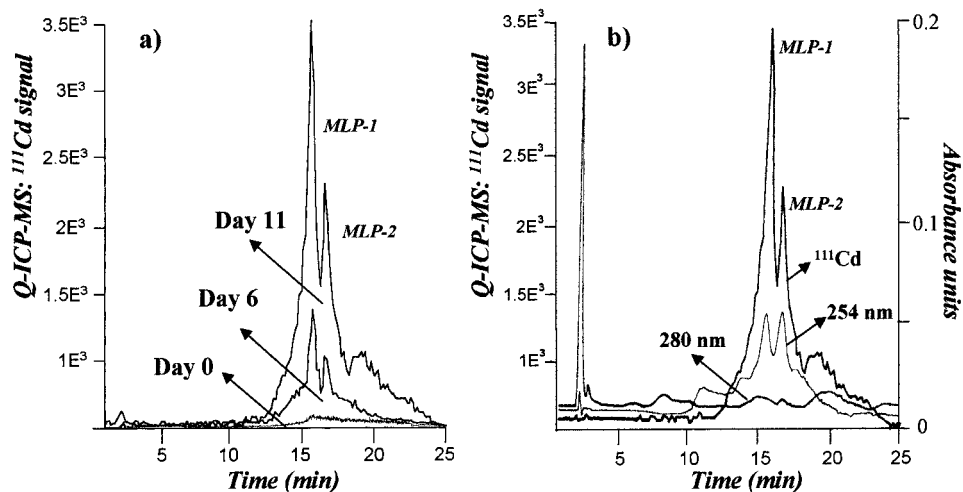 a)
Q-ICP-MS: ¹¹¹Cd signal
3.5E³
3E³
2.5E³
2E³
1.5E³
1E³
MLP-1
MLP-2
Day 11
Day 6
Day 0
5 10 15 20 25
Time (min)
b)
Q-ICP-MS: ¹¹¹Cd signal
3.5E³
3E³
2.5E³
2E³
1.5E³
1E³
MLP-1
MLP-2
¹¹¹Cd
254 nm
280 nm
0.2
0.1
0
Absorbance units
5 10 15 20 25
Time (min)